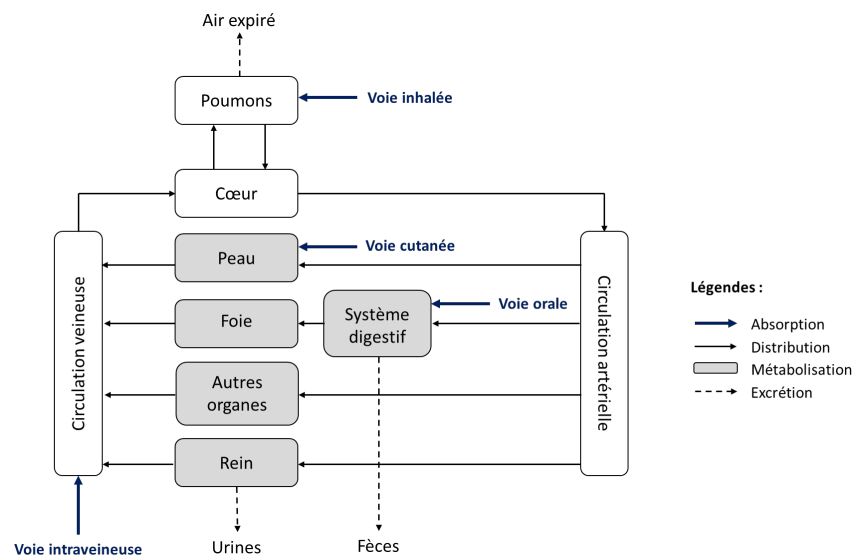 Air expiré
Poumons
Voie inhalée
Cœur
Peau
Voie cutanée
Circulation veineuse
Circulation artérielle
Foie
Système
digestif
Voie orale
Autres
organes
Rein
Voie intraveineuse
Urines
Fèces
Légendes :
Absorption
Distribution
Métabolisation
Excrétion